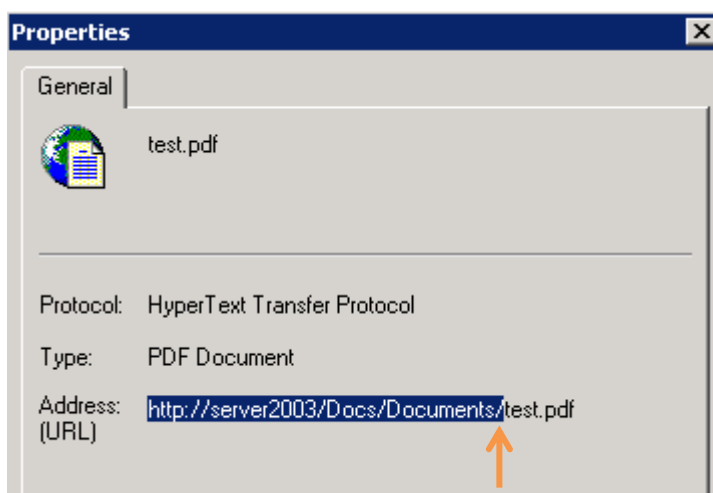 Properties
General
test.pdf
Protocol: HyperText Transfer Protocol
Type: PDF Document
Address: http://server2003/Docs/Documents/test.pdf
(URL)